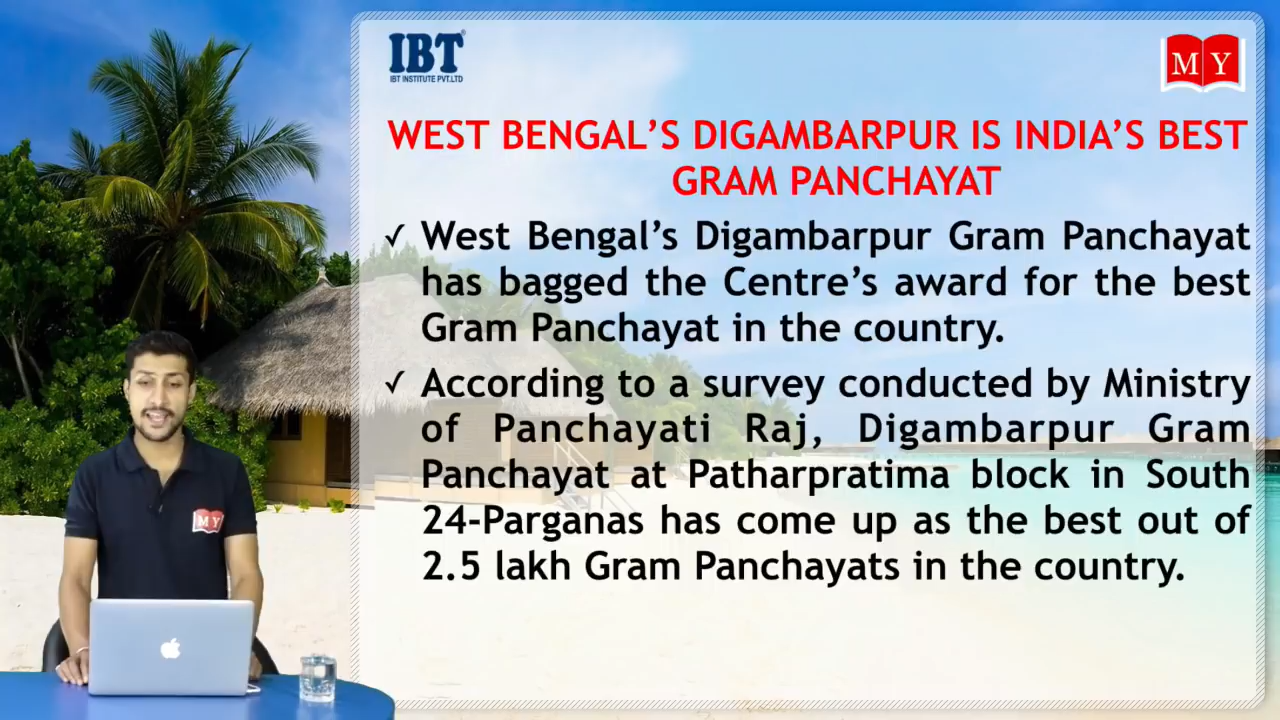 IBT
IBT INSTITUTE PVT.LTD
M Y
WEST BENGAL’S DIGAMBARPUR IS INDIA’S BEST
GRAM PANCHAYAT
✓ West Bengal’s Digambarpur Gram Panchayat
has bagged the Centre’s award for the best
Gram Panchayat in the country.
✓ According to a survey conducted by Ministry
of Panchayati Raj, Digambarpur Gram
Panchayat at Patharpratima block in South
24-Parganas has come up as the best out of
2.5 lakh Gram Panchayats in the country.
M Y